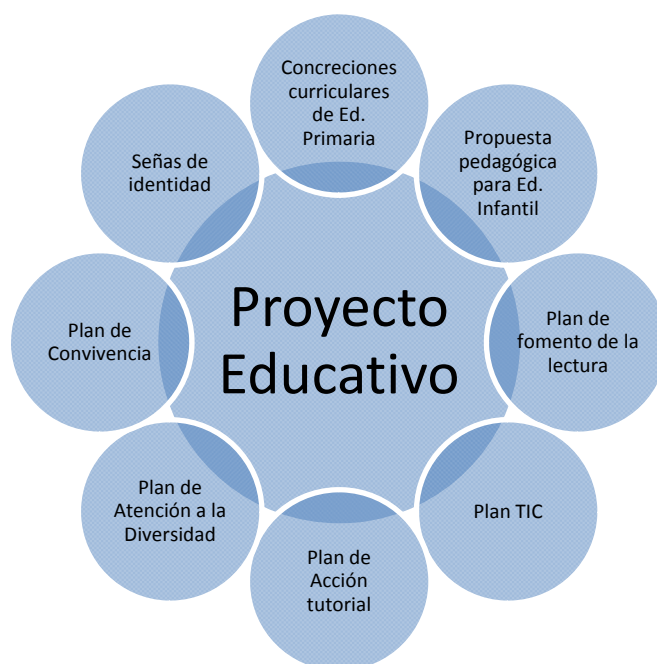 Concreciones
curriculares
de Ed.
Primaria
Propuesta
pedagógica
para Ed.
Infantil
Plan de
fomento de la
lectura
Plan TIC
Plan de
Acción
tutorial
Plan de
Atención a la
Diversidad
Plan de
Convivencia
Señas de
identidad
Proyecto
Educativo